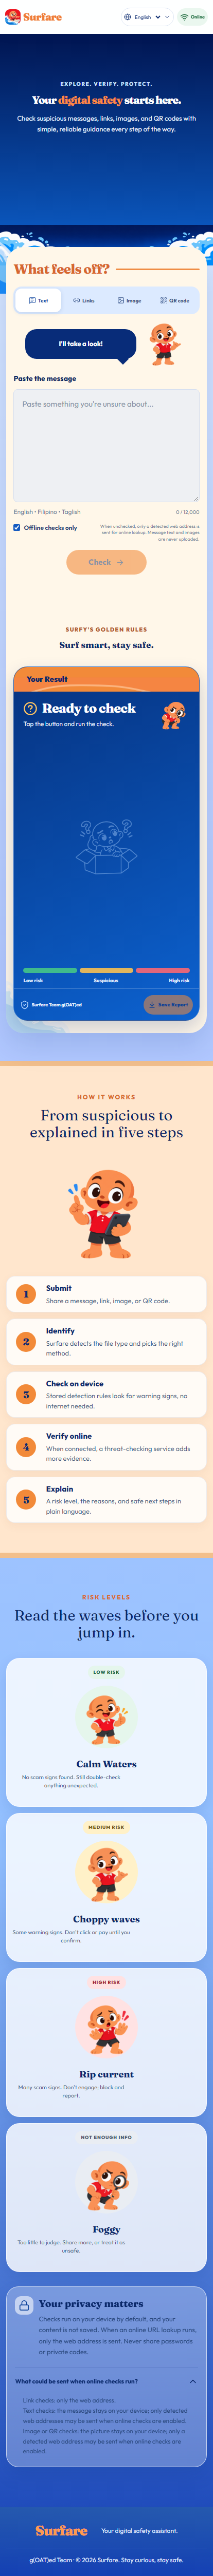 Surfare
English
Online
EXPLORE. VERIFY. PROTECT.
Your digital safety starts here.
Check suspicious messages, links, images, and QR codes with
simple, reliable guidance every step of the way.
What feels off?
Text
Links
Image
QR code
I'll take a look!
Paste the message
Paste something you're unsure about...
English • Filipino • Taglish
0 / 12,000
Offline checks only
When unchecked, only a detected web address is
sent for online lookup. Message text and images
are never uploaded.
Check →
SURFY'S GOLDEN RULES
Surf smart, stay safe.
Your Result
Ready to check
Tap the button and run the check.
Low risk
Suspicious
High risk
Surfare Team g(OAT)ed
Save Report
HOW IT WORKS
From suspicious to
explained in five steps
1
Submit
Share a message, link, image, or QR code.
2
Identify
Surfare detects the file type and picks the right
method.
3
Check on device
Stored detection rules look for warning signs, no
internet needed.
4
Verify online
When connected, a threat-checking service adds
more evidence.
5
Explain
A risk level, the reasons, and safe next steps in
plain language.
RISK LEVELS
Read the waves before you
jump in.
LOW RISK
Calm Waters
No scam signs found. Still double-check
anything unexpected.
MEDIUM RISK
Choppy waves
Some warning signs. Don't click or pay until you
confirm.
HIGH RISK
Rip current
Many scam signs. Don't engage; block and
report.
NOT ENOUGH INFO
Foggy
Too little to judge. Share more, or treat it as
unsafe.
Your privacy matters
Checks run on your device by default, and your
content is not saved. When an online URL lookup runs,
only the web address is sent. Never share passwords
or private codes.
What could be sent when online checks run?
Link checks: only the web address.
Text checks: the message stays on your device; only detected
web addresses may be sent when online checks are enabled.
Image or QR checks: the picture stays on your device; only a
detected web address may be sent when online checks are
enabled.
Surfare
Your digital safety assistant.
g(OAT)ed Team · © 2026 Surfare. Stay curious, stay safe.